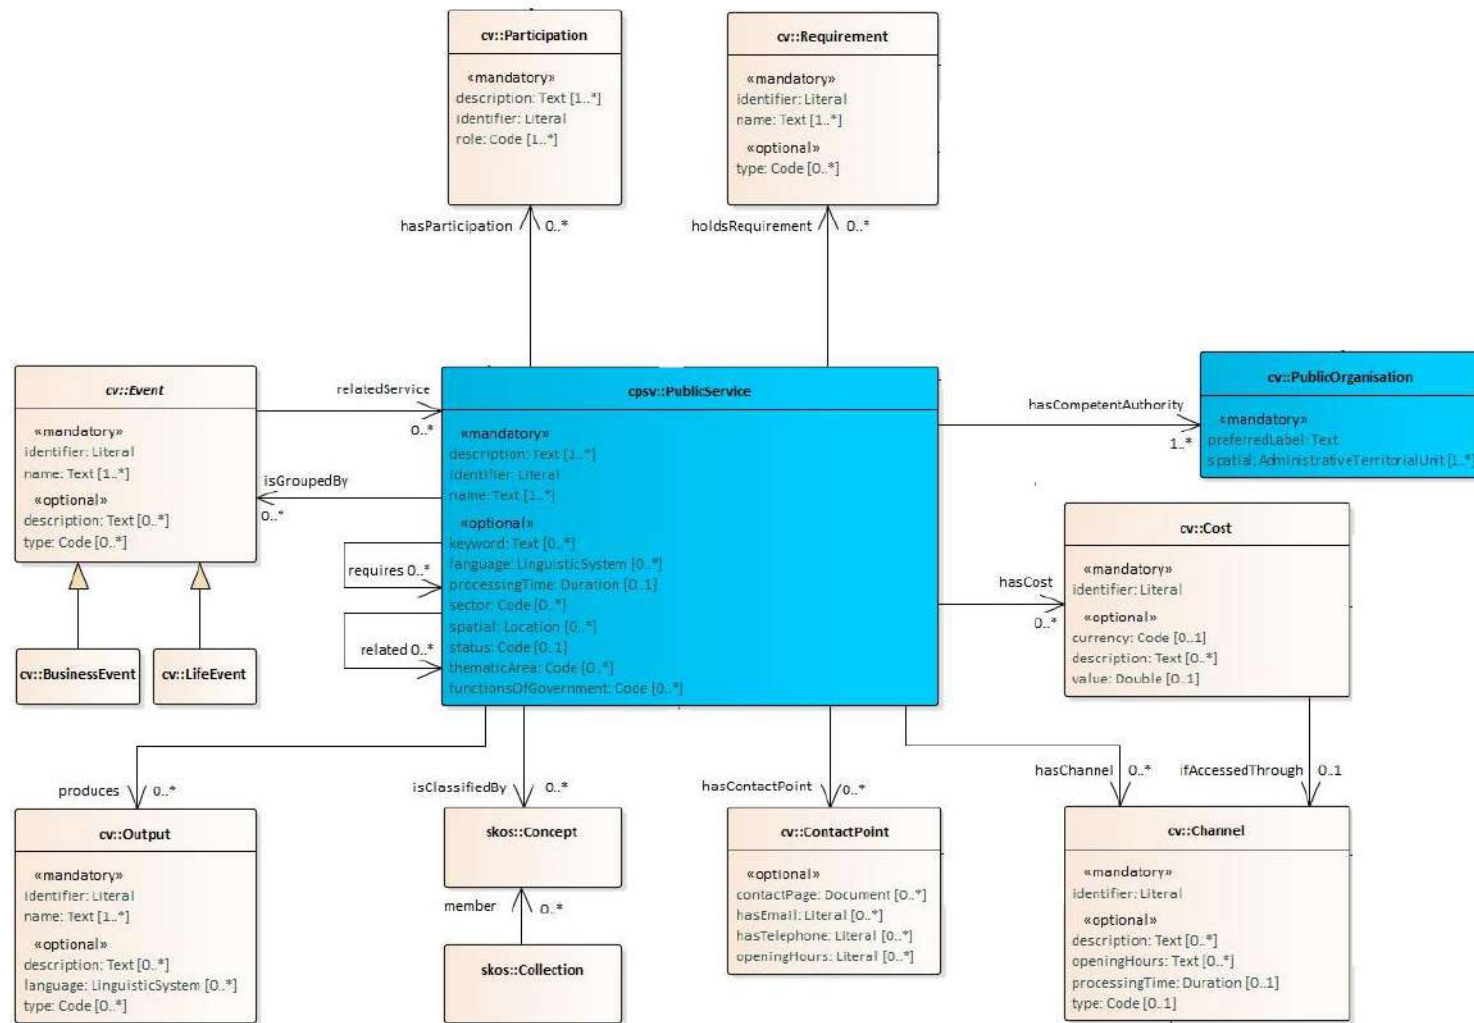 cv::Participation
«mandatory»
description: Text [1..*]
identifier: Literal
role: Code [1..*]
cv::Requirement
«mandatory»
identifier: Literal
name: Text [1..*]
«optional»
type: Code [0..*]
hasParticipation 0..*
holdsRequirement 0..*
cv::Event
«mandatory»
identifier: Literal
name: Text [1..*]
«optional»
description: Text [0..*]
type: Code [0..*]
relatedService
0..*
isGroupedBy
0..*
cpsv::PublicService
«mandatory»
description: Text [1..*]
identifier: Literal
name: Text [1..*]
«optional»
keyword: Text [0..*]
language: LinguisticSystem [0..*]
processingTime: Duration [0..1]
sector: Code [0..*]
spatial: Location [0..*]
status: Code [0..1]
thematicArea: Code [0..*]
functionsOfGovernment: Code [0..*]
requires 0..*
related 0..*
hasCompetentAuthority
1..*
cv::PublicOrganisation
«mandatory»
preferredLabel: Text
spatial: AdministrativeTerritorialUnit [1..*]
hasCost
0..*
cv::Cost
«mandatory»
identifier: Literal
«optional»
currency: Code [0..1]
description: Text [0..*]
value: Double [0..1]
cv::BusinessEvent
cv::LifeEvent
produces 0..*
isClassifiedBy 0..*
hasContactPoint 0..*
hasChannel 0..*
ifAccessedThrough 0..1
cv::Output
«mandatory»
identifier: Literal
name: Text [1..*]
«optional»
description: Text [0..*]
language: LinguisticSystem [0..*]
type: Code [0..*]
skos::Concept
member 0..*
skos::Collection
cv::ContactPoint
«optional»
contactPage: Document [0..*]
hasEmail: Literal [0..*]
hasTelephone: Literal [0..*]
openingHours: Literal [0..*]
cv::Channel
«mandatory»
identifier: Literal
«optional»
description: Text [0..*]
openingHours: Text [0..*]
processingTime: Duration [0..1]
type: Code [0..1]